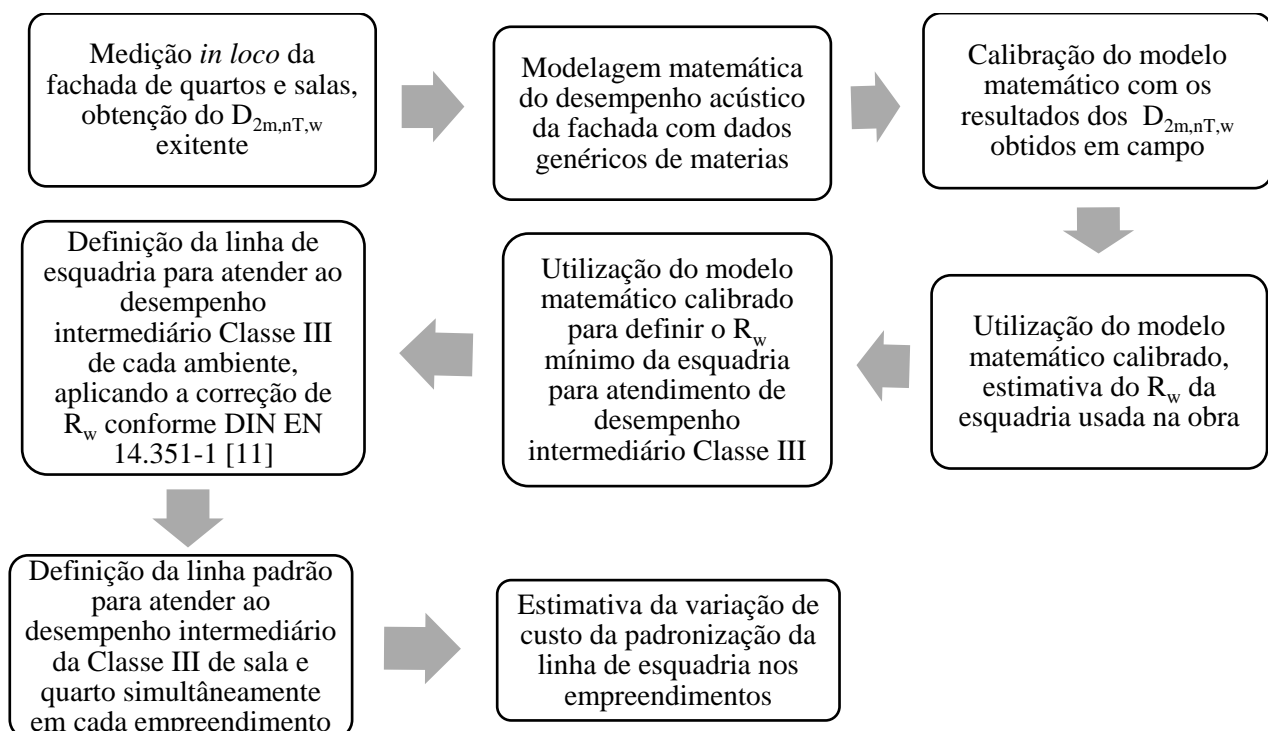 Medição in loco da
fachada de quartos e salas,
obtenção do D2m,nT,w
exitente
Modelagem matemática
do desempenho acústico
da fachada com dados
genéricos de materias
Calibração do modelo
matemático com os
resultados dos D2m,nT,w
obtidos em campo
Utilização do modelo
matemático calibrado,
estimativa do Rw da
esquadria usada na obra
Utilização do modelo
matemático calibrado
para definir o Rw
mínimo da esquadria
para atendimento de
desempenho
intermediário Classe III
Definição da linha de
esquadria para atender ao
desempenho
intermediário Classe III
de cada ambiente,
aplicando a correção de
Rw conforme DIN EN
14.351-1 [11]
Definição da linha padrão
para atender ao
desempenho intermediário
da Classe III de sala e
quarto simultâneamente
em cada empreendimento
Estimativa da variação de
custo da padronização da
linha de esquadria nos
empreendimentos